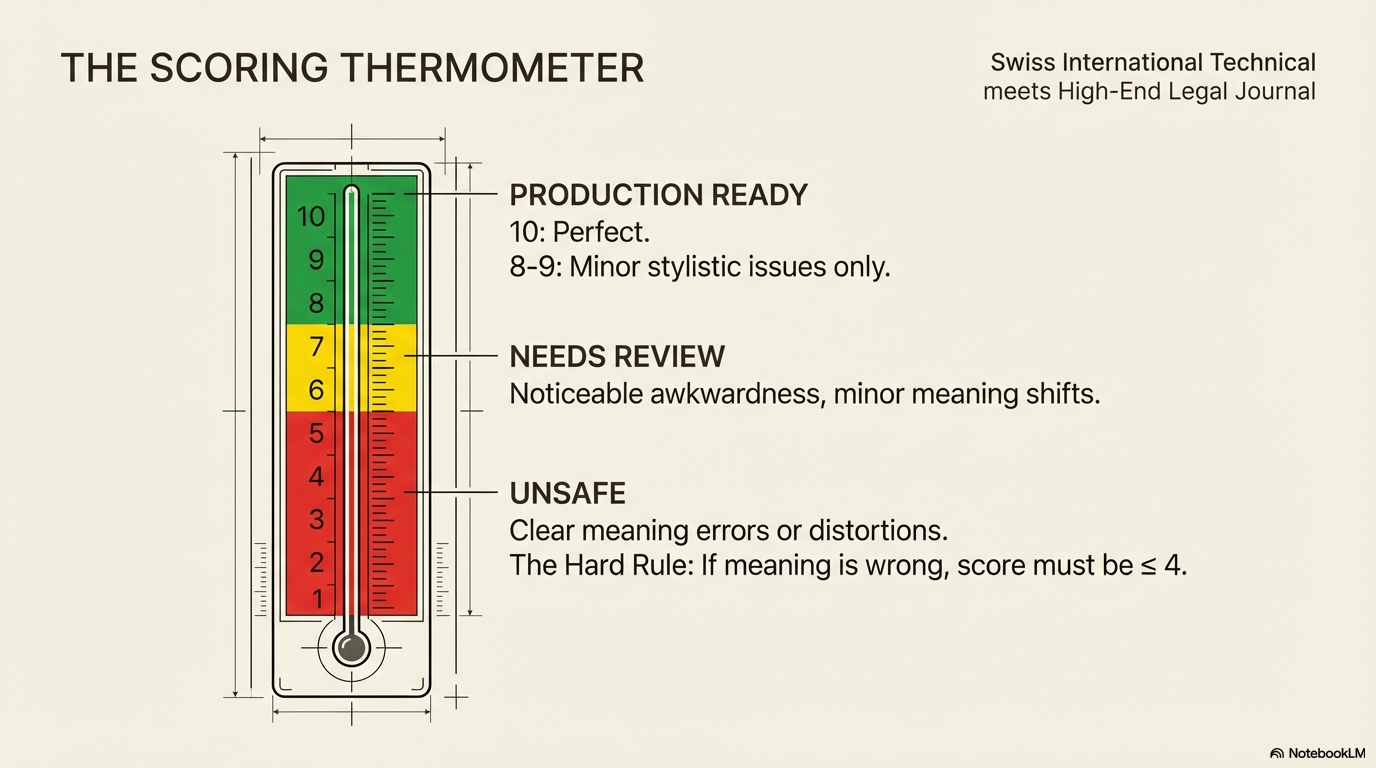 THE SCORING THERMOMETER
Swiss International Technical
meets High-End Legal Journal
10
9
8
7
6
5
4
3
2
1
PRODUCTION READY
10: Perfect.
8-9: Minor stylistic issues only.
NEEDS REVIEW
Noticeable awkwardness, minor meaning shifts.
UNSAFE
Clear meaning errors or distortions.
The Hard Rule: If meaning is wrong, score must be ≤ 4.
NotebookLM